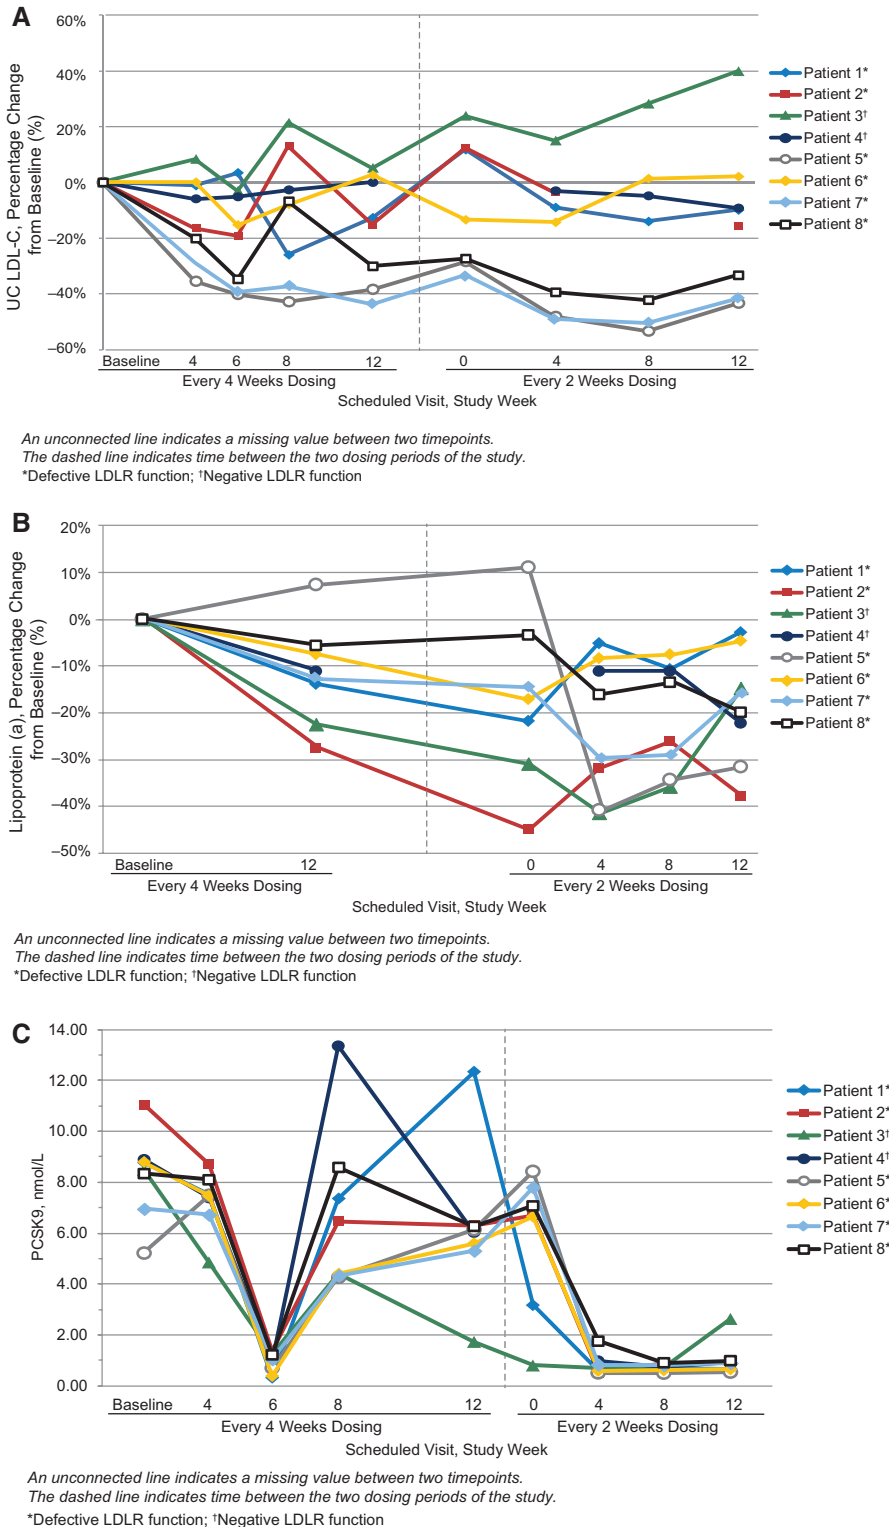 A
60%
40%
20%
0%
–20%
–40%
–60%
UC LDL-C, Percentage Change
from Baseline (%)
Patient 1*
Patient 2*
Patient 3†
Patient 4†
Patient 5*
Patient 6*
Patient 7*
Patient 8*
Baseline 4 6 8 12 0 4 8 12
Every 4 Weeks Dosing Every 2 Weeks Dosing
Scheduled Visit, Study Week
An unconnected line indicates a missing value between two timepoints.
The dashed line indicates time between the two dosing periods of the study.
*Defective LDLR function; †Negative LDLR function
B
20%
10%
0%
–10%
–20%
–30%
–40%
–50%
Lipoprotein (a), Percentage Change
from Baseline (%)
Patient 1*
Patient 2*
Patient 3†
Patient 4†
Patient 5*
Patient 6*
Patient 7*
Patient 8*
Baseline 12 0 4 8 12
Every 4 Weeks Dosing Every 2 Weeks Dosing
Scheduled Visit, Study Week
An unconnected line indicates a missing value between two timepoints.
The dashed line indicates time between the two dosing periods of the study.
*Defective LDLR function; †Negative LDLR function
C
14.00
12.00
10.00
8.00
6.00
4.00
2.00
0.00
PCSK9, nmol/L
Patient 1*
Patient 2*
Patient 3†
Patient 4†
Patient 5*
Patient 6*
Patient 7*
Patient 8*
Baseline 4 6 8 12 0 4 8 12
Every 4 Weeks Dosing Every 2 Weeks Dosing
Scheduled Visit, Study Week
An unconnected line indicates a missing value between two timepoints.
The dashed line indicates time between the two dosing periods of the study.
*Defective LDLR function; †Negative LDLR function